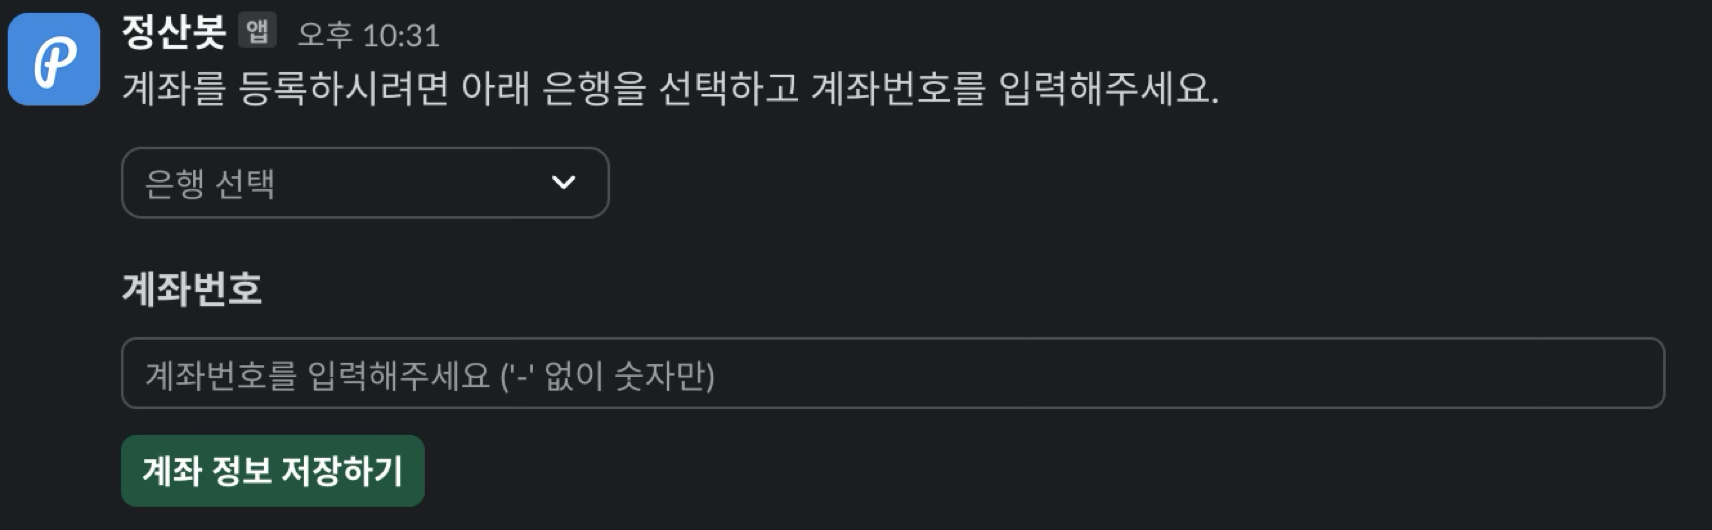 정산봇 앱 오후 10:31
계좌를 등록하시려면 아래 은행을 선택하고 계좌번호를 입력해주세요.
은행 선택
계좌번호
계좌번호를 입력해주세요 ('-' 없이 숫자만)
계좌 정보 저장하기